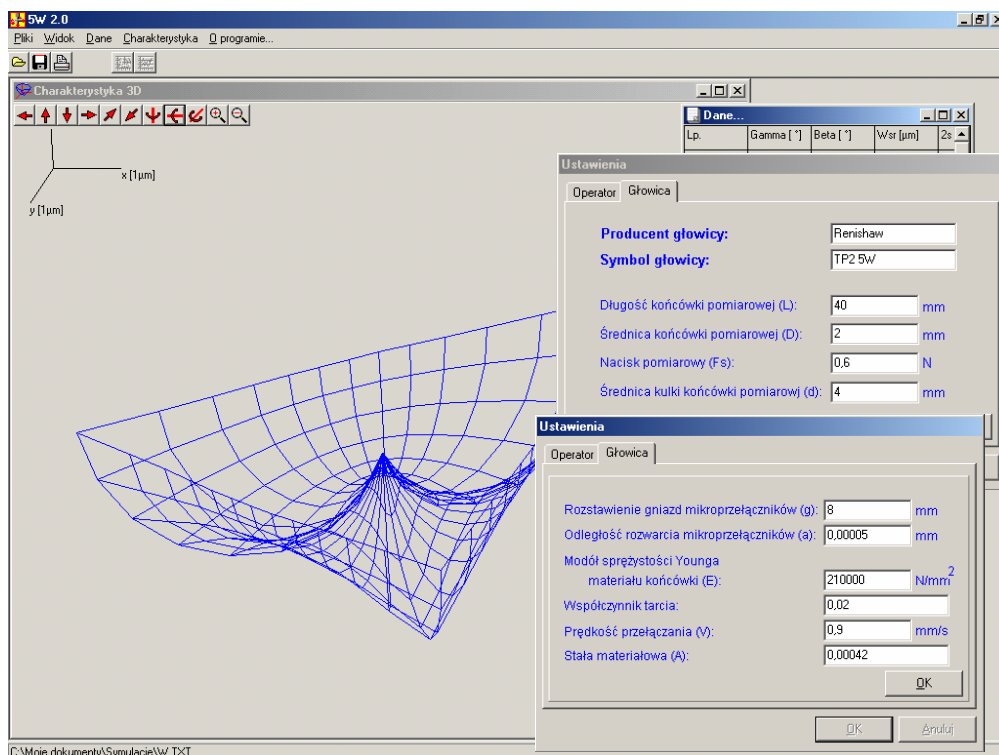 5W 2.0
Pliki Widok Dane Charakterystyka O programie...
Charakterystyka 3D
x [1µm]
y [1µm]
Dane...
Lp. Gamma [ °] Beta [ °] Wsr [µm] 2s
Ustawienia
Operator Głowica
Producent głowicy: Renishaw
Symbol głowicy: TP2 5W
Długość końcówki pomiarowej (L): 40 mm
Średnica końcówki pomiarowej (D): 2 mm
Nacisk pomiarowy (Fs): 0,6 N
Średnica kulki końcówki pomiarowj (d): 4 mm
Ustawienia
Operator Głowica
Rozstawienie gniazd mikroprzełączników (g): 8 mm
Odległość rozwarcia mikroprzełączników (a): 0,00005 mm
Modół sprężystości Younga
materiału końcówki (E): 210000 N/mm²
Współczynnik tarcia: 0,02
Prędkość przełączania (V): 0,9 mm/s
Stała materiałowa (A): 0,00042
OK
OK Anuluj
C:\Moje dokumenty\Symulacje\W.TXT